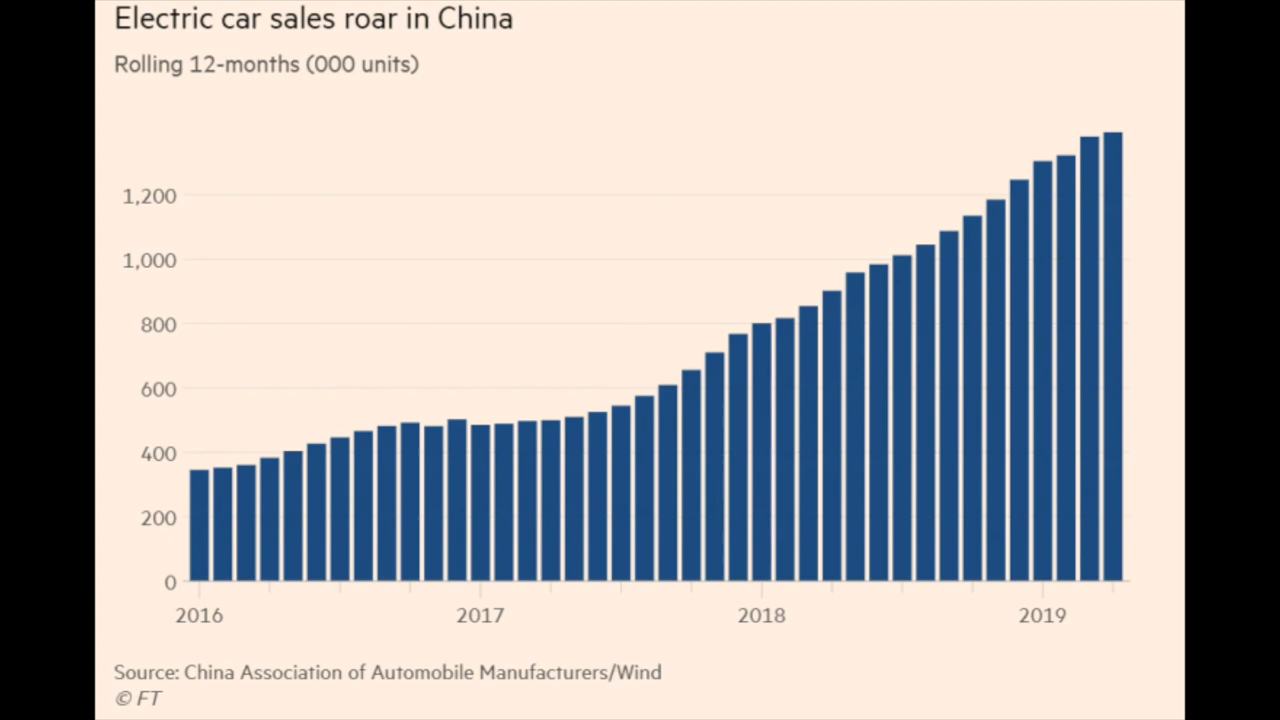 Electric car sales roar in China
Rolling 12-months (000 units)
1,200
1,000
800
600
400
200
0
2016 2017 2018 2019
Source: China Association of Automobile Manufacturers/Wind
© FT